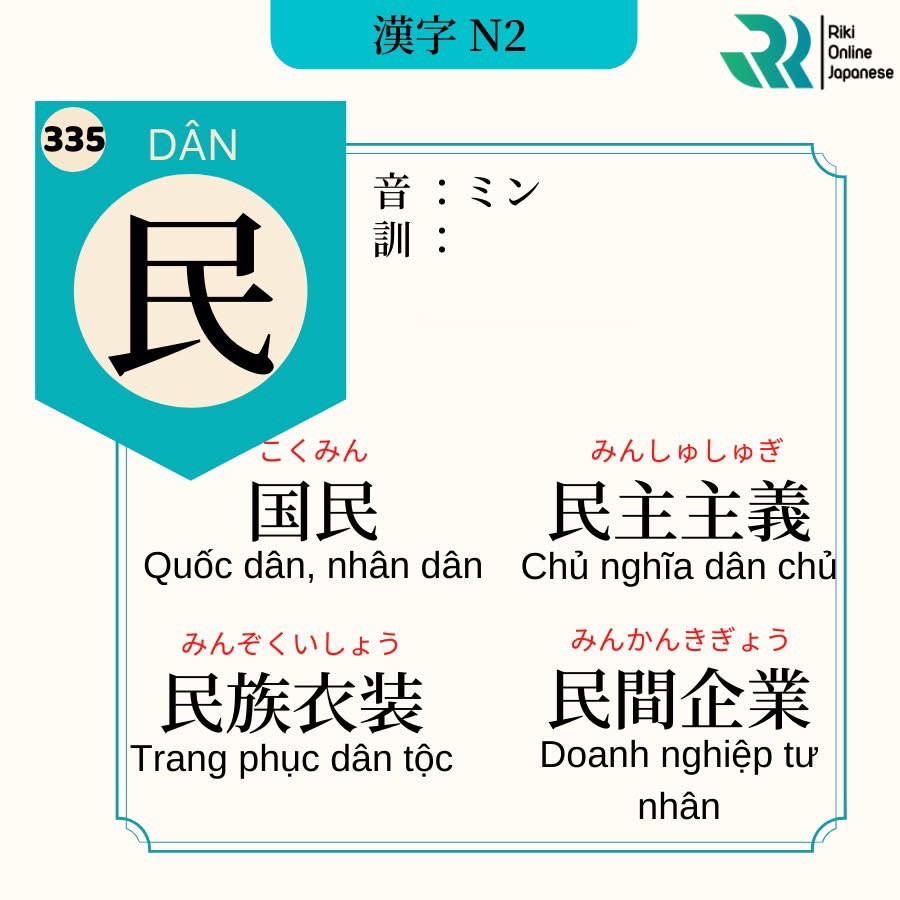 漢字 N2
Riki
Online
Japanese
335
DÂN
民
音 ：ミン
訓 ：
こくみん
国民
Quốc dân, nhân dân
みんしゅしゅぎ
民主主義
Chủ nghĩa dân chủ
みんぞくいしょう
民族衣装
Trang phục dân tộc
みんかんきぎょう
民間企業
Doanh nghiệp tư
nhân